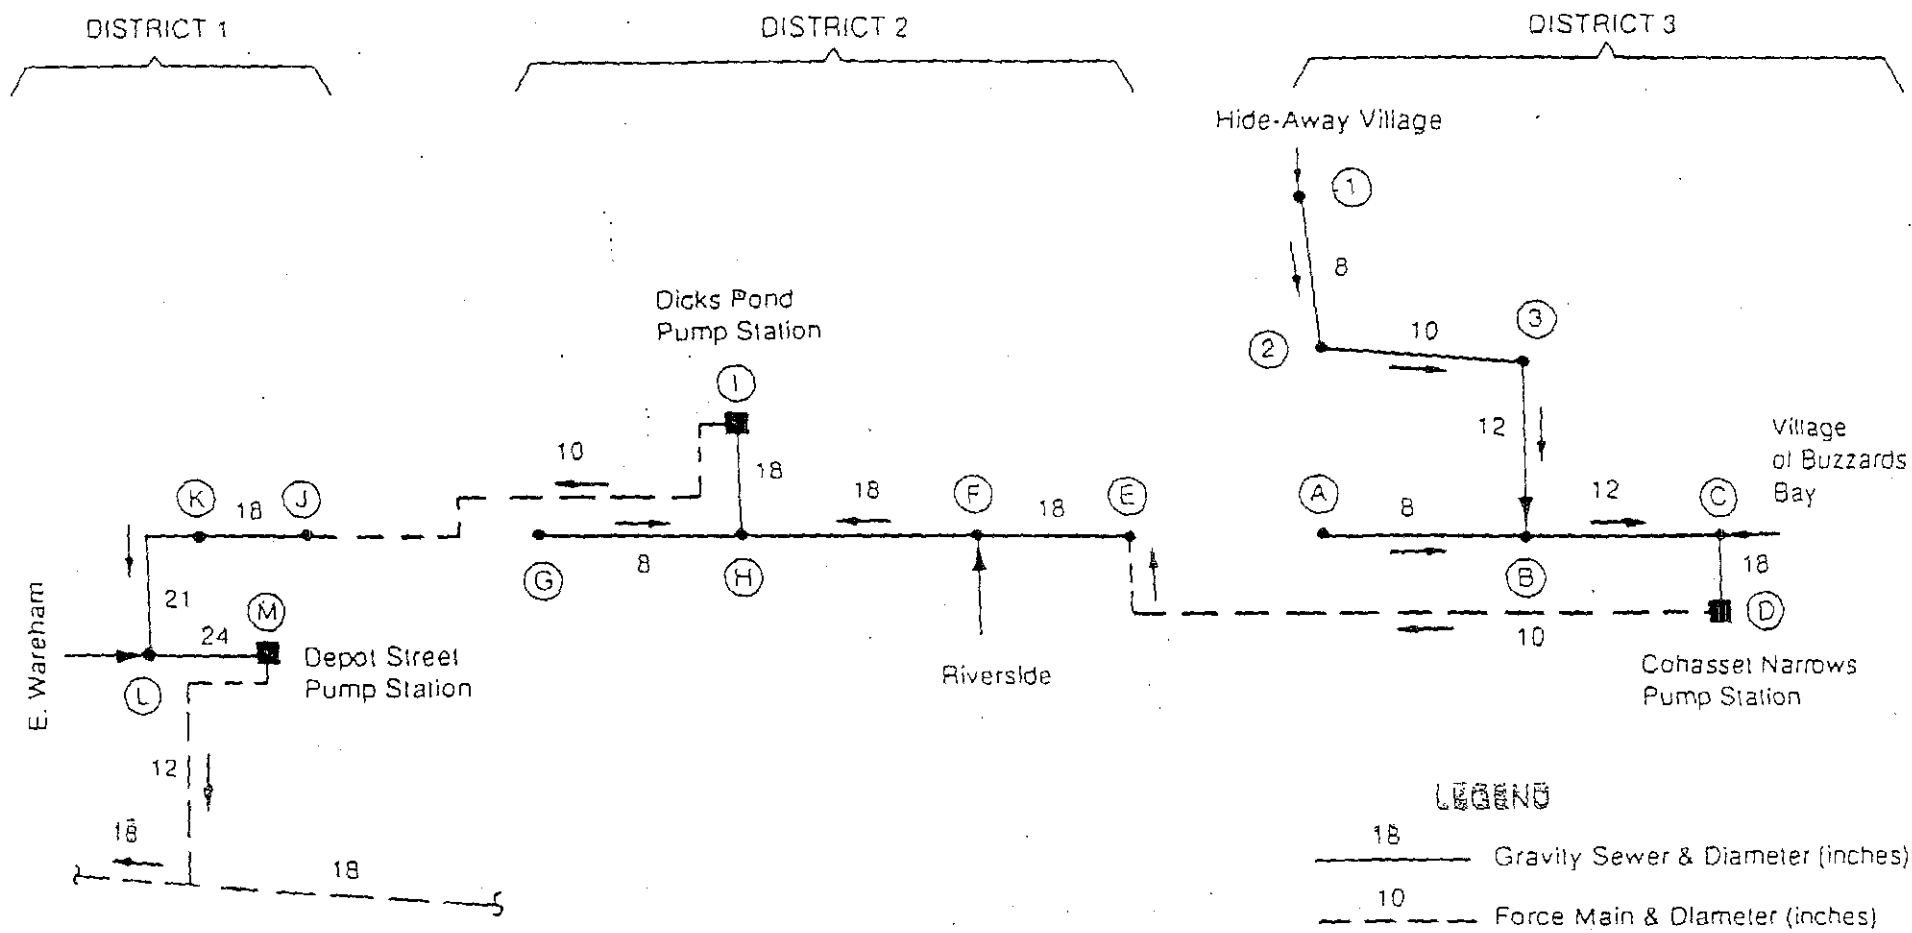 DISTRICT 1
DISTRICT 2
DISTRICT 3
Hide-Away Village
1
8
2
10
3
12
Dicks Pond
Pump Station
I
10
18
K
18
J
18
F
18
E
A
8
12
C
Village
of Buzzards
Bay
G
8
H
B
18
D
10
Cohasset Narrows
Pump Station
Riverside
21
M
24
L
E. Wareham
Depot Street
Pump Station
12
18
18
LEGEND
18
Gravity Sewer & Diameter (inches)
10
Force Main & Diameter (inches)